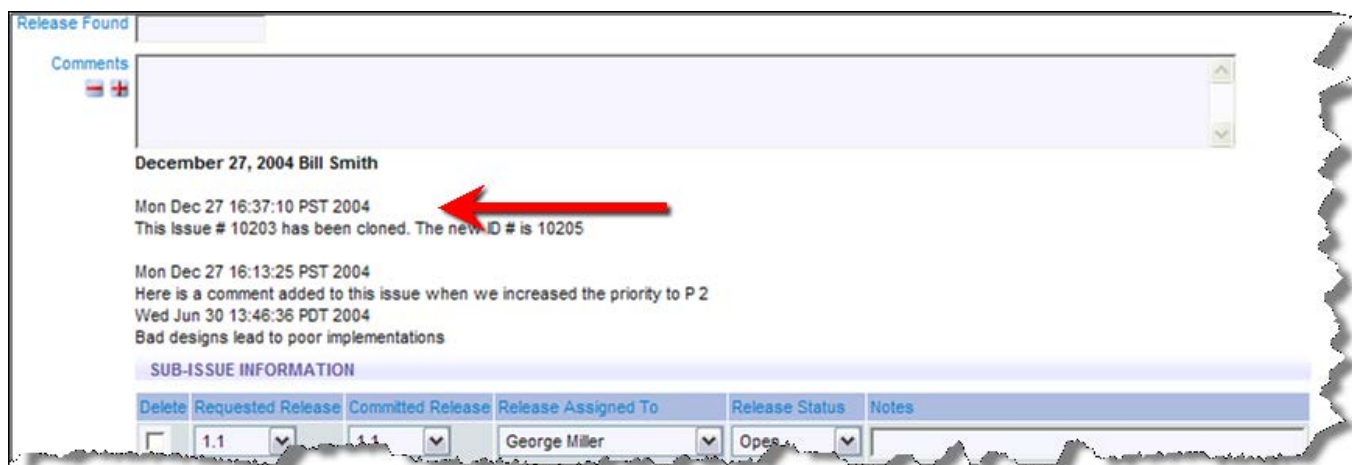 Release Found
Comments
December 27, 2004 Bill Smith
Mon Dec 27 16:37:10 PST 2004
This Issue # 10203 has been cloned. The new ID # is 10205
Mon Dec 27 16:13:25 PST 2004
Here is a comment added to this issue when we increased the priority to P 2
Wed Jun 30 13:46:36 PDT 2004
Bad designs lead to poor implementations
SUB-ISSUE INFORMATION
Delete Requested Release Committed Release Release Assigned To Release Status Notes
1.1 1.1 George Miller Open